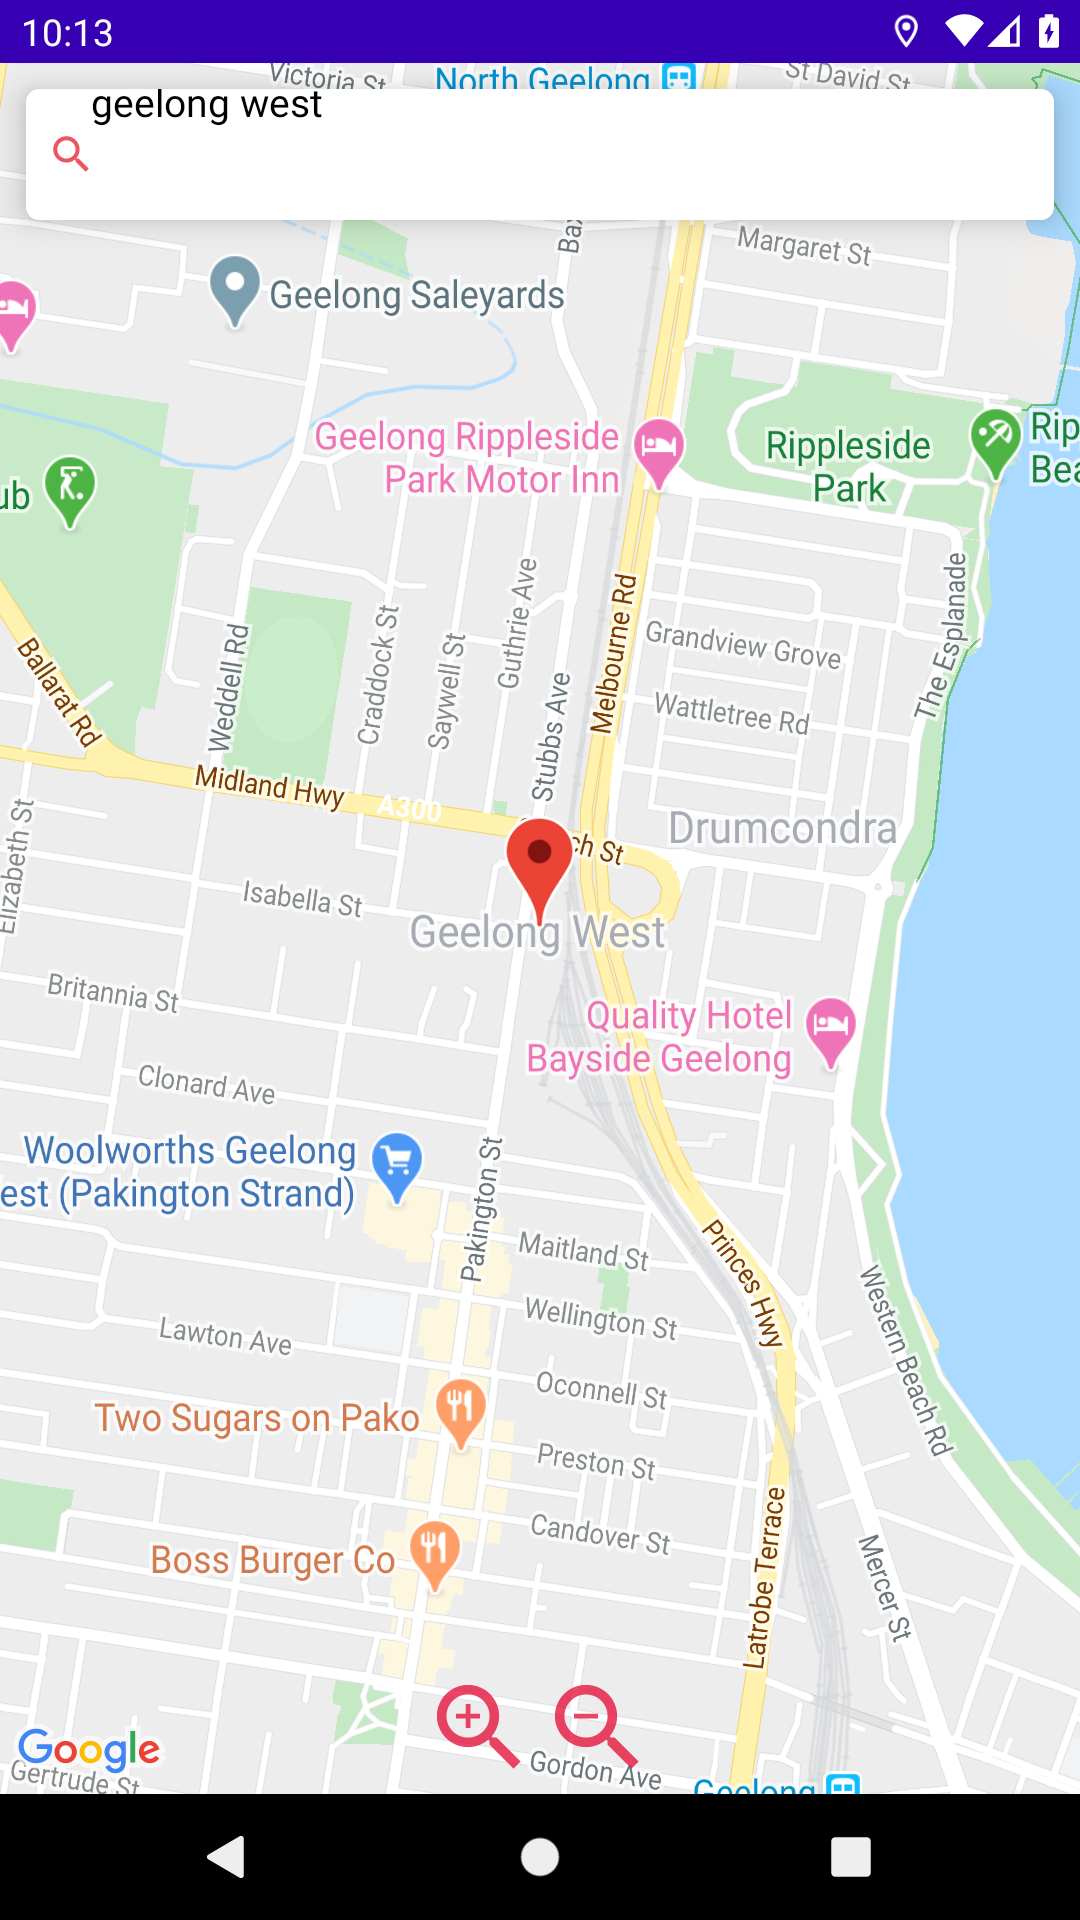 10:13
Victoria St
North Geelong
St David St
geelong west
Margaret St
Geelong Saleyards
Geelong Rippleside
Park Motor Inn
Rippleside
Park
Rip
Bea
ub
Ballarat Rd
Weddell Rd
Craddock St
Saywell St
Guthrie Ave
Stubbs Ave
Melbourne Rd
Grandview Grove
Wattletree Rd
The Esplanade
Midland Hwy
A300
ch St
Drumcondra
Elizabeth St
Isabella St
Geelong West
Britannia St
Quality Hotel
Bayside Geelong
Clonard Ave
Woolworths Geelong
est (Pakington Strand)
Pakington St
Maitland St
Princes Hwy
Wellington St
Western Beach Rd
Lawton Ave
Oconnell St
Two Sugars on Pako
Preston St
Candover St
Boss Burger Co
Latrobe Terrace
Mercer St
Google
Gertrude St
Gordon Ave
Geelong